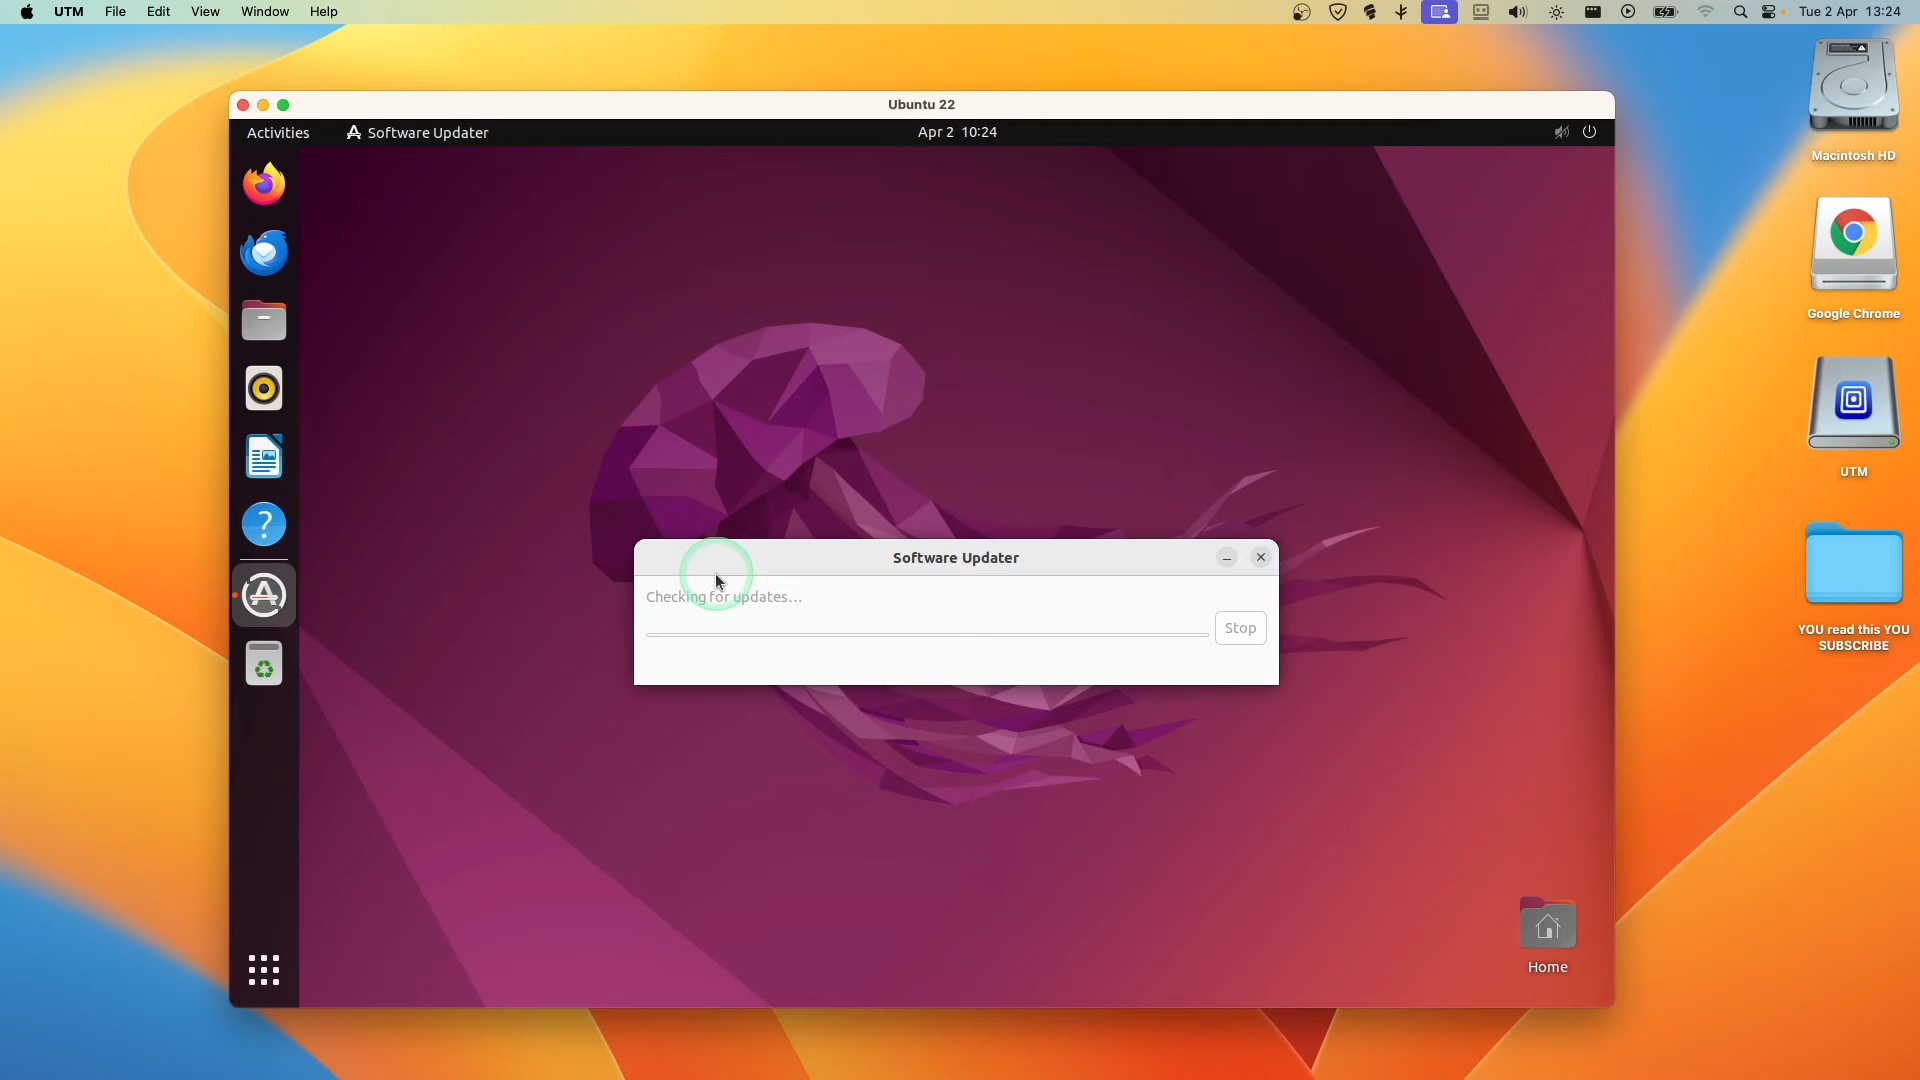 UTM File Edit View Window Help Tue 2 Apr 13:24
Ubuntu 22
Activities Software Updater Apr 2 10:24
Macintosh HD
Google Chrome
UTM
Software Updater
Checking for updates...
Stop
YOU read this YOU
SUBSCRIBE
Home